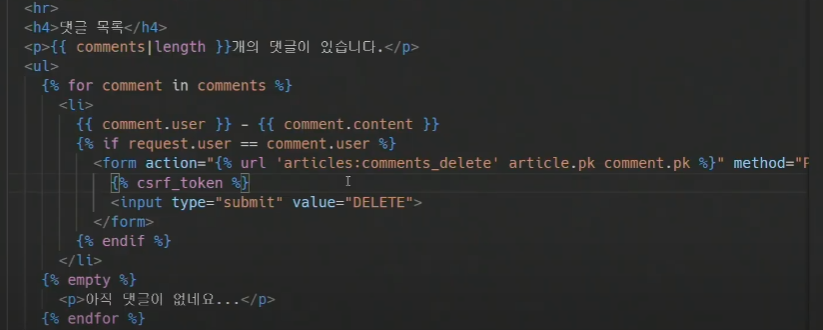 <hr>
<h4>댓글 목록</h4>
<p>{{ comments|length }}개의 댓글이 있습니다.</p>
<ul>
{% for comment in comments %}
<li>
{{ comment.user }} - {{ comment.content }}
{% if request.user == comment.user %}
<form action="{% url 'articles:comments_delete' article.pk comment.pk %}" method="P
{% csrf_token %}
<input type="submit" value="DELETE">
</form>
{% endif %}
</li>
{% empty %}
<p>아직 댓글이 없네요...</p>
{% endfor %}